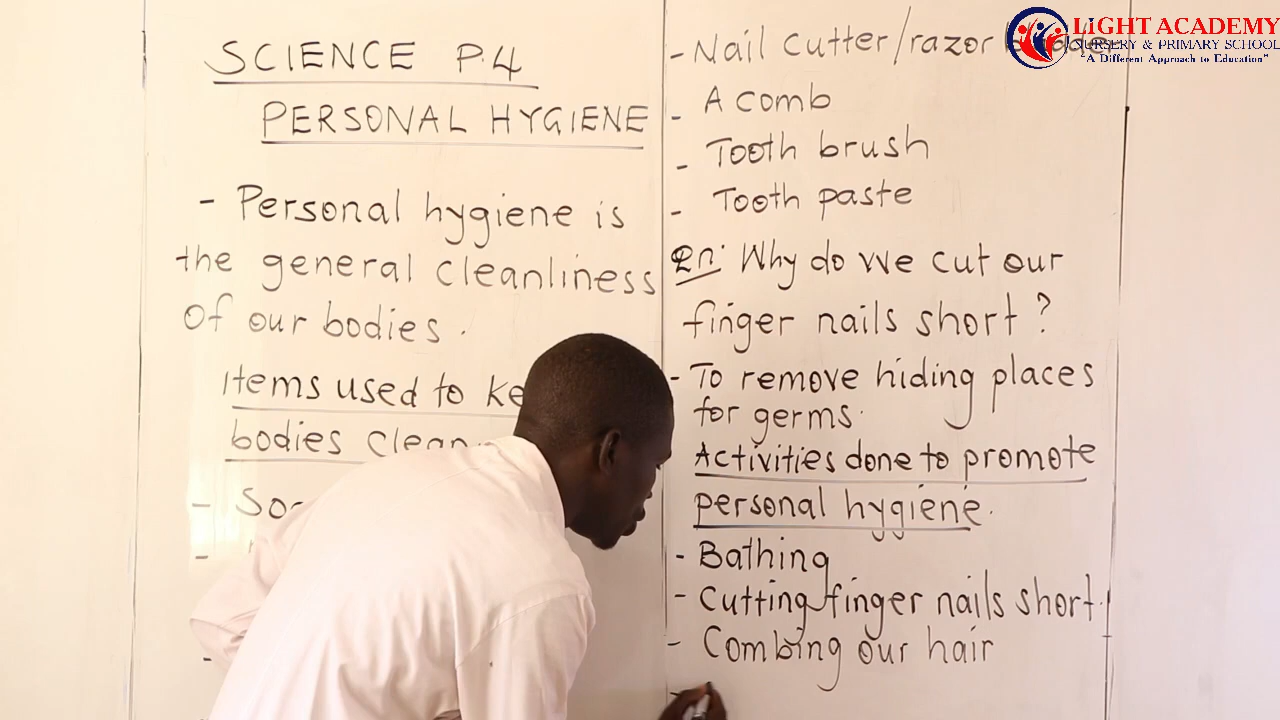 SCIENCE P.4
PERSONAL HYGIENE
- Personal hygiene is
the general cleanliness
Of our bodies.
Items used to
bodies clean
-
-
-
- Nail cutter/razor
- A comb
- Tooth brush
- Tooth paste
Qn: Why do we cut our
finger nails short?
- To remove hiding places
for germs.
Activities done to promote
personal hygiene.
- Bathing
- Cutting finger nails short.
- Combing our hair
LIGHT ACADEMY
NURSERY & PRIMARY SCHOOL
"A Different Approach to Education"